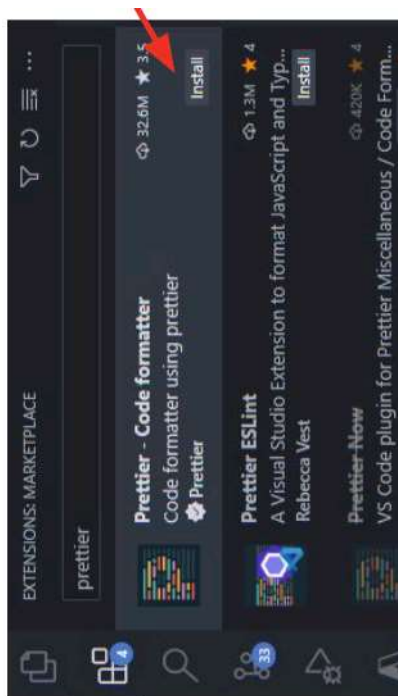 EXTENSIONS: MARKETPLACE
prettier
Prettier - Code formatter
32.6M ★ 3.5
Code formatter using prettier
Prettier
Install
Prettier ESLint
1.3M ★ 4
A Visual Studio Extension to format JavaScript and Typ...
Rebecca Vest
Install
Prettier Now
420K ★ 4
VS Code plugin for Prettier Miscellaneous / Code Form...
4
33